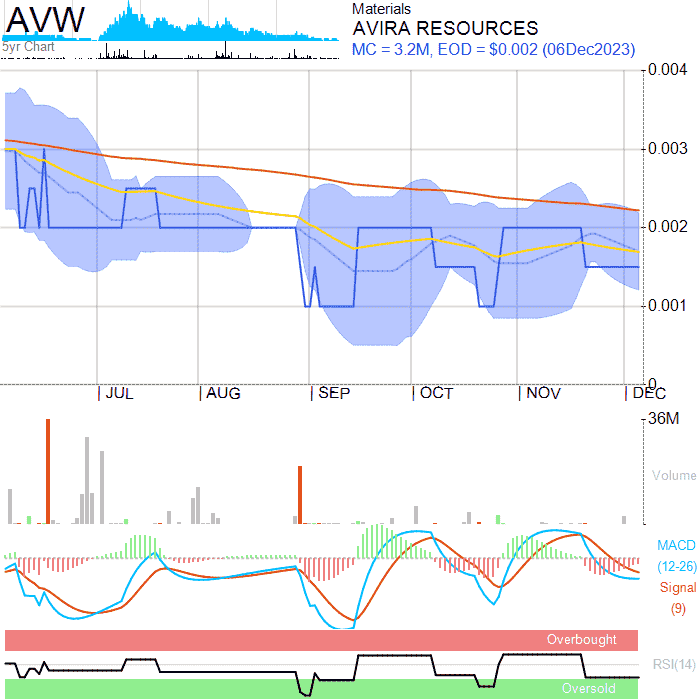 AVW
5yr Chart
Materials
AVIRA RESOURCES
MC = 3.2M, EOD = $0.002 (06Dec2023)
0.004
0.003
0.002
0.001
0
JUL AUG SEP OCT NOV DEC
36M
Volume
MACD
(12-26)
Signal
(9)
Overbought
RSI(14)
Oversold